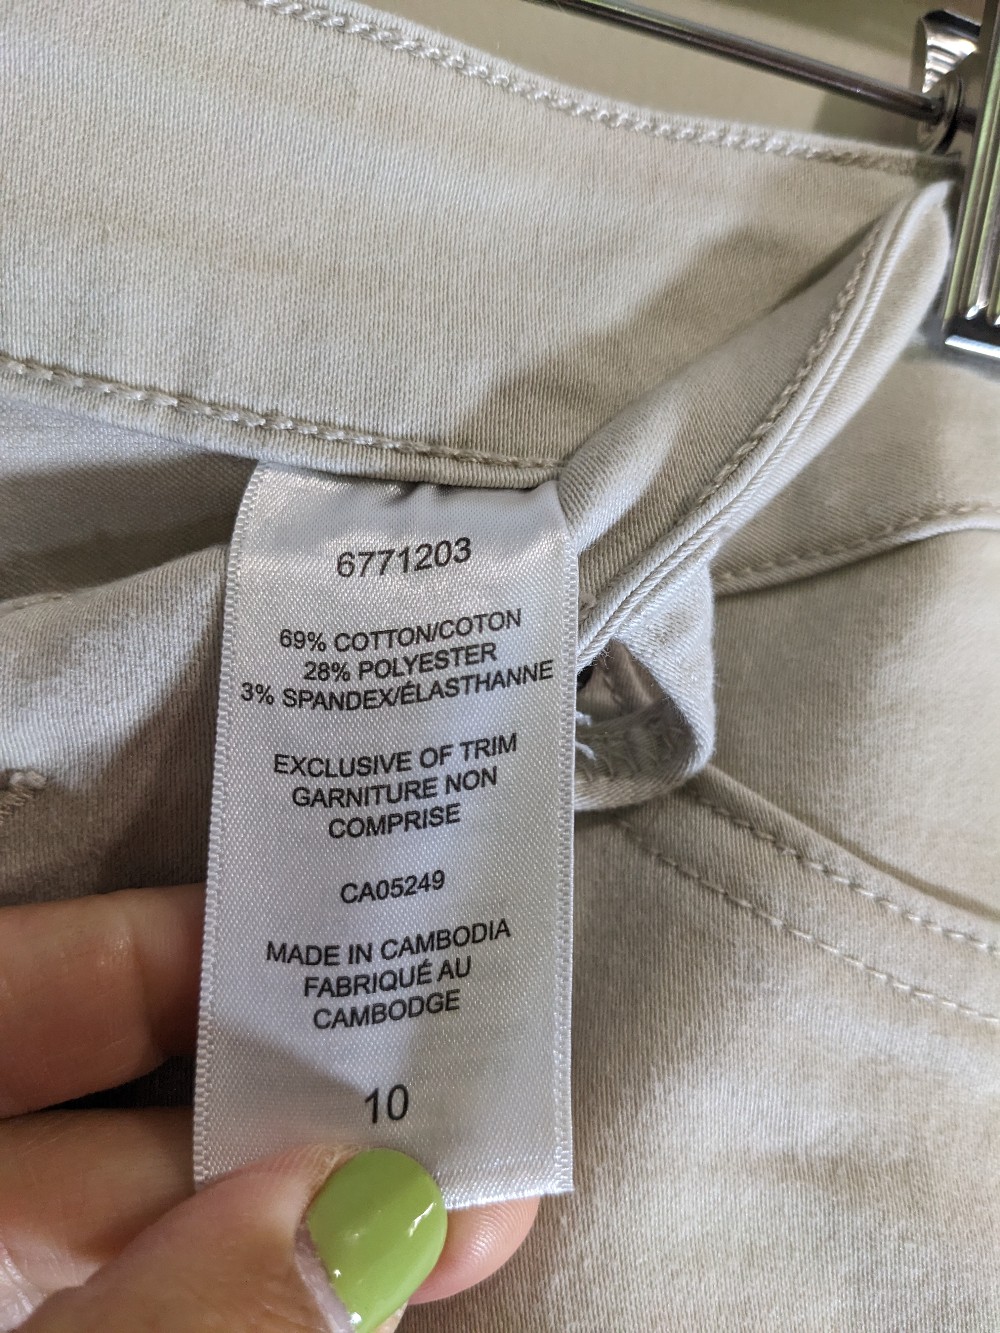 6771203
69% COTTON/COTON
28% POLYESTER
3% SPANDEX/ÉLASTHANNE
EXCLUSIVE OF TRIM
GARNITURE NON
COMPRISE
CA05249
MADE IN CAMBODIA
FABRIQUÉ AU
CAMBODGE
10